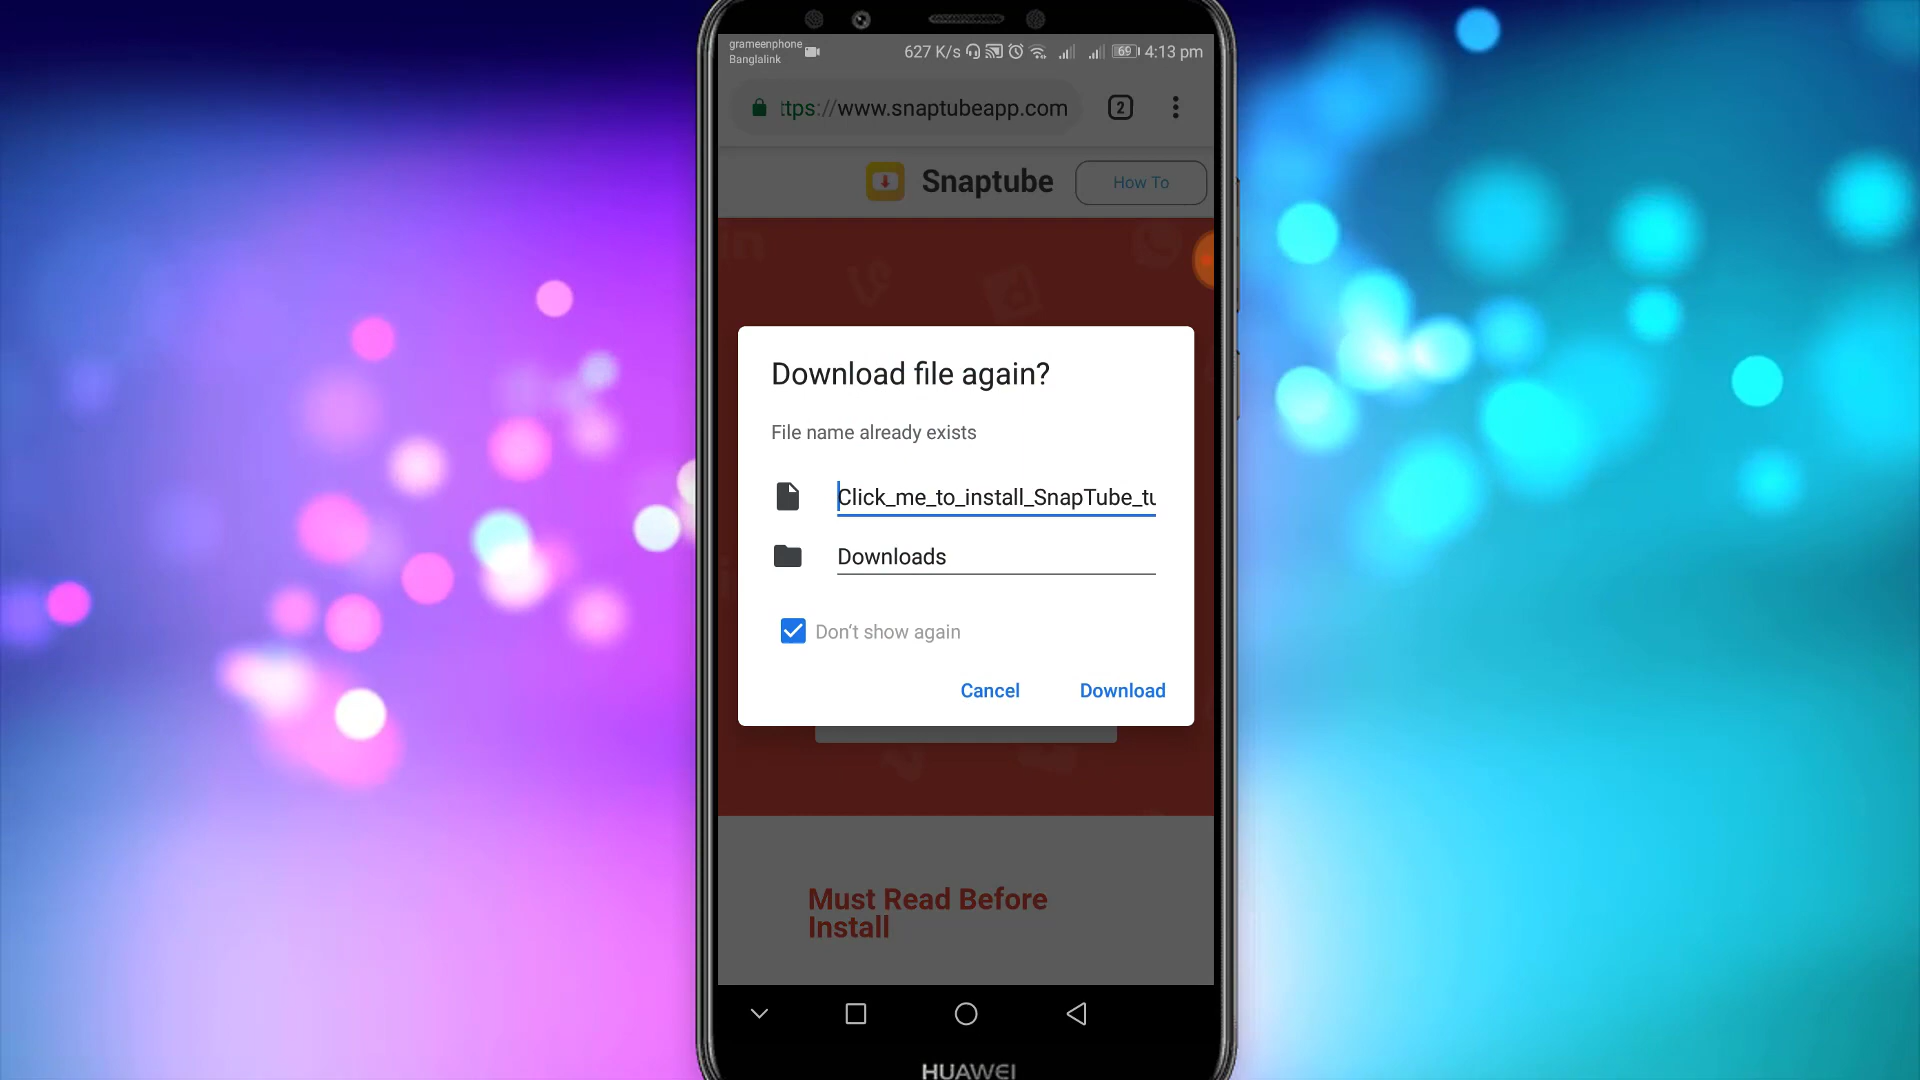 grameenphone
Banglalink
627 K/s
69
4:13 pm
ttps://www.snaptubeapp.com
2
Snaptube
How To
Download file again?
File name already exists
Click_me_to_install_SnapTube_tu
Downloads
Don't show again
Cancel
Download
Must Read Before
Install
HUAWEI